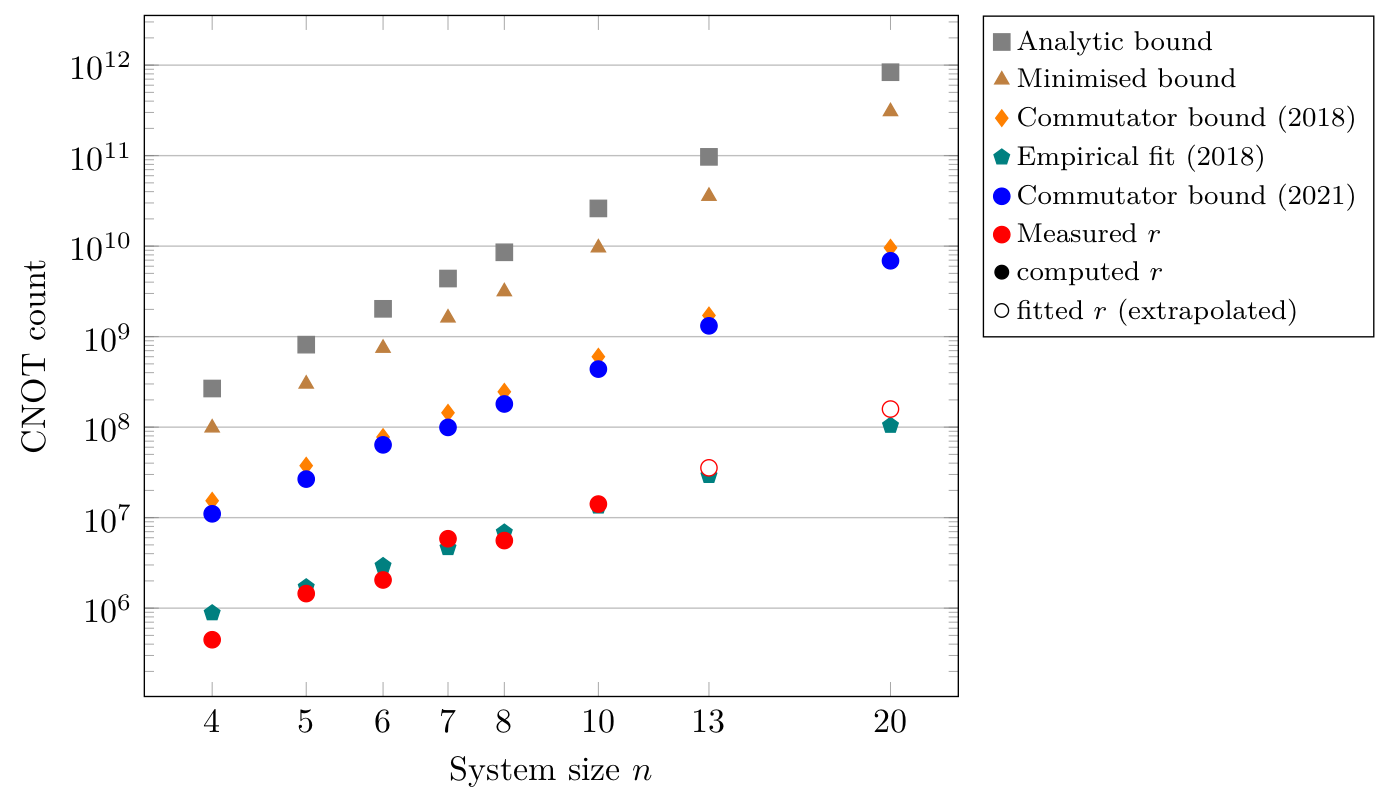 10^12
10^11
10^10
10^9
10^8
10^7
10^6
CNOT count
4 5 6 7 8 10 13 20
System size n
Analytic bound
Minimised bound
Commutator bound (2018)
Empirical fit (2018)
Commutator bound (2021)
Measured r
computed r
fitted r (extrapolated)